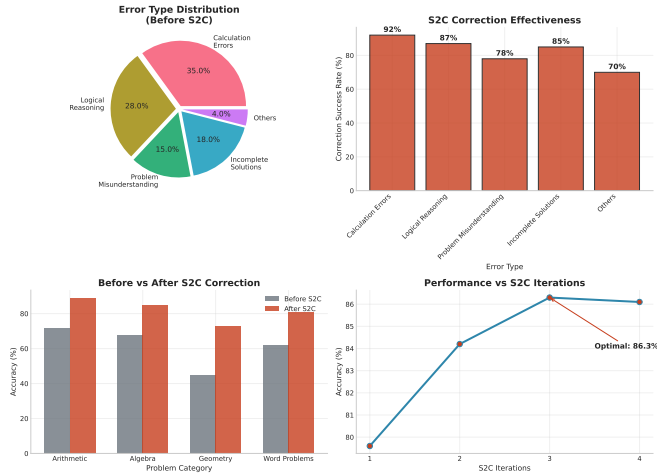 Error Type Distribution
(Before S2C)
Calculation
Errors
35.0%
Logical
Reasoning
28.0%
4.0%
Others
15.0%
18.0%
Problem
Misunderstanding
Incomplete
Solutions
S2C Correction Effectiveness
Correction Success Rate (%)
80
60
40
20
0
92%
87%
78%
85%
70%
Calculation Errors
Logical Reasoning
Problem Misunderstanding
Incomplete Solutions
Others
Error Type
Before vs After S2C Correction
Before S2C
After S2C
Accuracy (%)
80
60
40
20
0
Arithmetic
Algebra
Geometry
Word Problems
Problem Category
Performance vs S2C Iterations
Accuracy (%)
86
85
84
83
82
81
80
Optimal: 86.3%
1
2
3
4
S2C Iterations